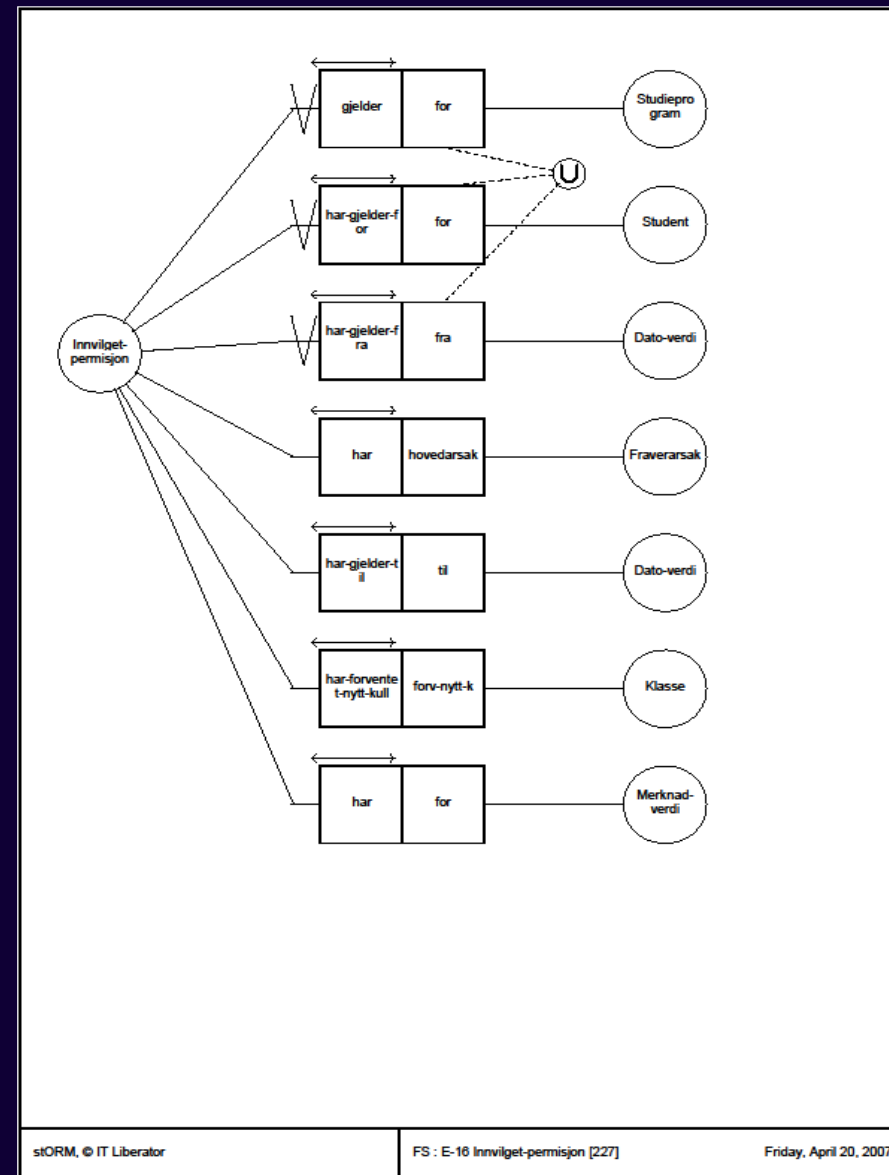 gjelder for Studiepro
gram
U
har-gjelder-f
or for Student
Innvilget-
permisjon
har-gjelder-f
ra fra Dato-verdi
har hovedarsak Fraverarsak
har-gjelder-t
il til Dato-verdi
har-forvente
t-nytt-kull forv-nytt-k Klasse
har for Merknad-
verdi
stORM, © IT Liberator FS : E-16 Innvilget-permisjon [227] Friday, April 20, 2007